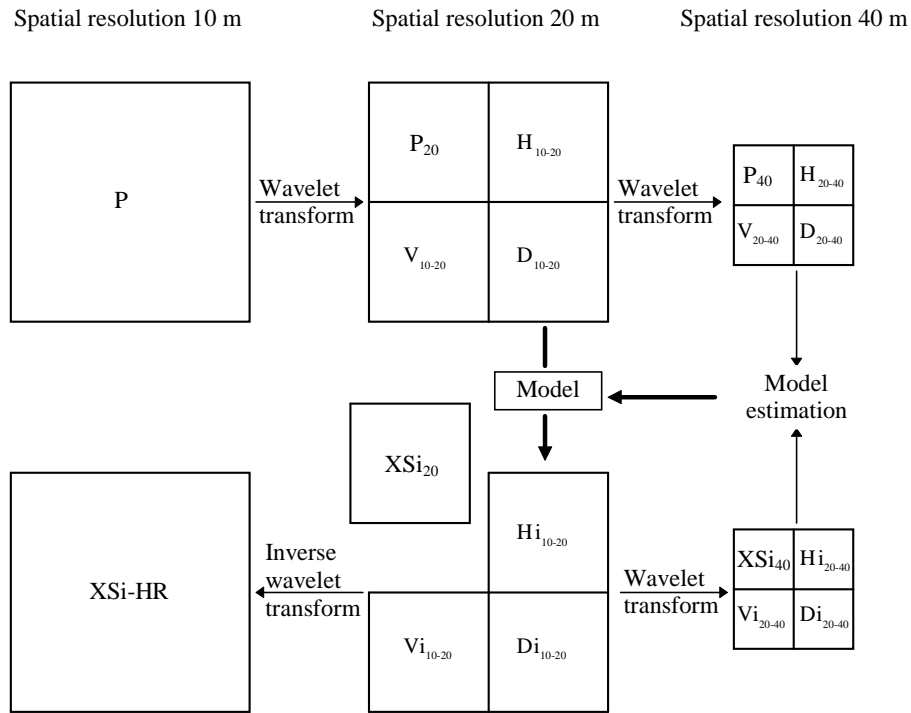 Spatial resolution 10 m
Spatial resolution 20 m
Spatial resolution 40 m
P
Wavelet
transform
P20
H10-20
V10-20
D10-20
Wavelet
transform
P40
H20-40
V20-40
D20-40
Model
Model
estimation
XSi20
XSi-HR
Inverse
wavelet
transform
Hi10-20
Vi10-20
Di10-20
Wavelet
transform
XSi40
Hi20-40
Vi20-40
Di20-40